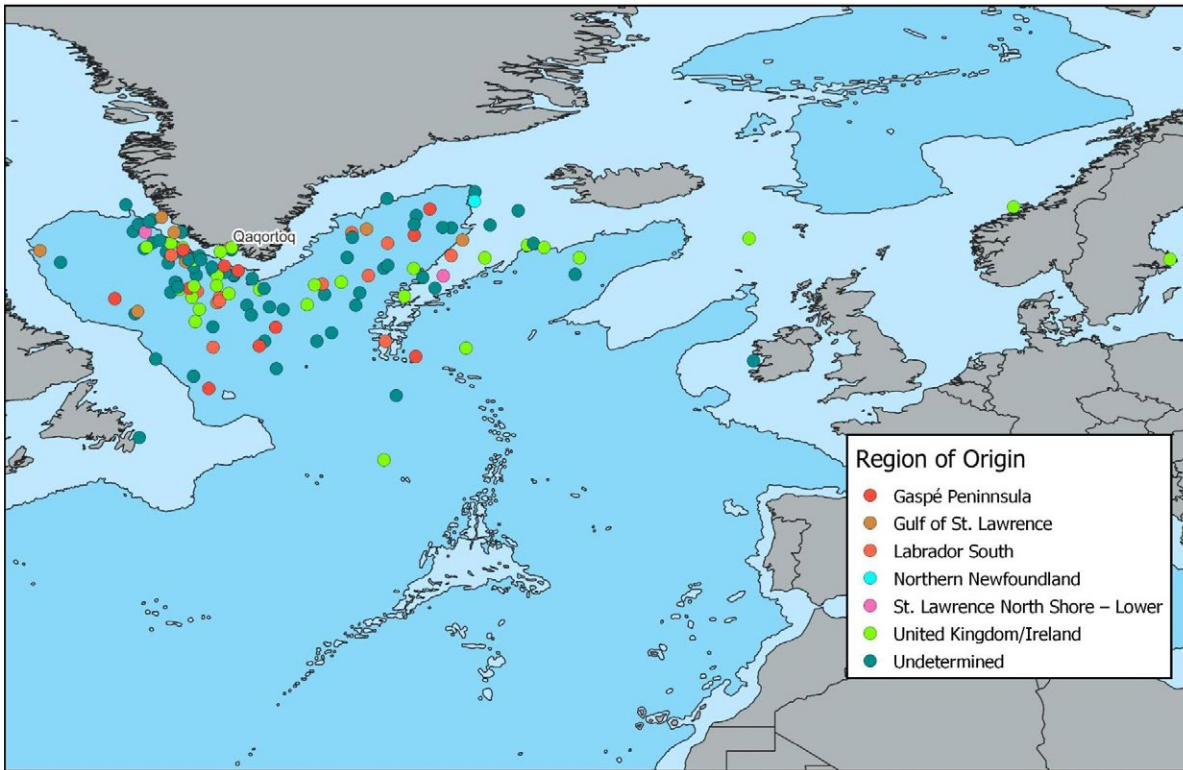 Qaqortoq
Region of Origin
Gaspé Peninnsula
Gulf of St. Lawrence
Labrador South
Northern Newfoundland
St. Lawrence North Shore – Lower
United Kingdom/Ireland
Undetermined